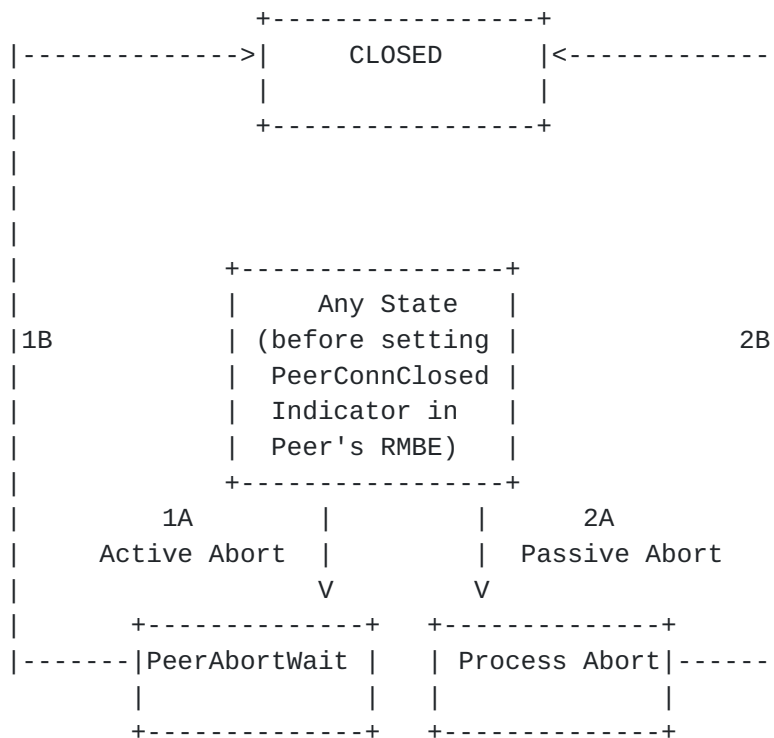 CLOSED
Any State
1B (before setting 2B
PeerConnClosed
Indicator in
Peer's RMBE)
1A 2A
Active Abort Passive Abort
V V
PeerAbortWait Process Abort